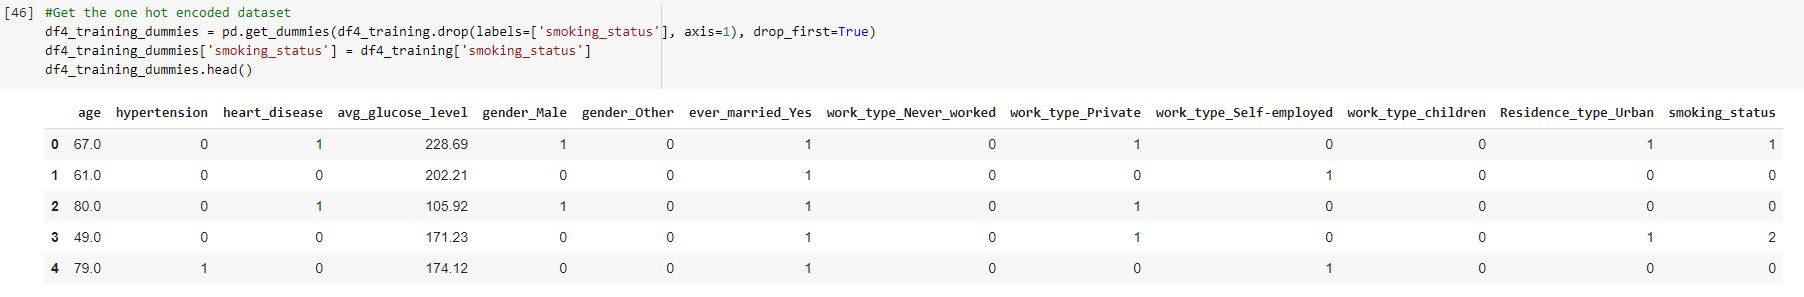 [46] #Get the one hot encoded dataset
df4_training_dummies = pd.get_dummies(df4_training.drop(labels=['smoking_status'], axis=1), drop_first=True)
df4_training_dummies['smoking_status'] = df4_training['smoking_status']
df4_training_dummies.head()
age hypertension heart_disease avg_glucose_level gender_Male gender_Other ever_married_Yes work_type_Never_worked work_type_Private work_type_Self-employed work_type_children Residence_type_Urban smoking_status
0 67.0 0 1 228.69 1 0 1 0 1 0 0 1 1
1 61.0 0 0 202.21 0 0 1 0 0 1 0 0 0
2 80.0 0 1 105.92 1 0 1 0 1 0 0 0 0
3 49.0 0 0 171.23 0 0 1 0 1 0 0 1 2
4 79.0 1 0 174.12 0 0 1 0 0 1 0 0 0